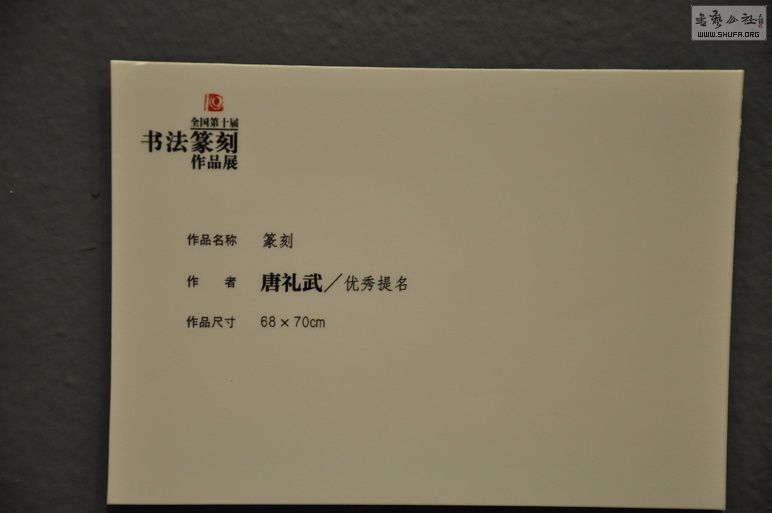 书艺公社
WWW.SHUFA.ORG
全国第十届
书法篆刻
作品展
作品名称 篆刻
作 者 唐礼武／优秀提名
作品尺寸 68×70cm